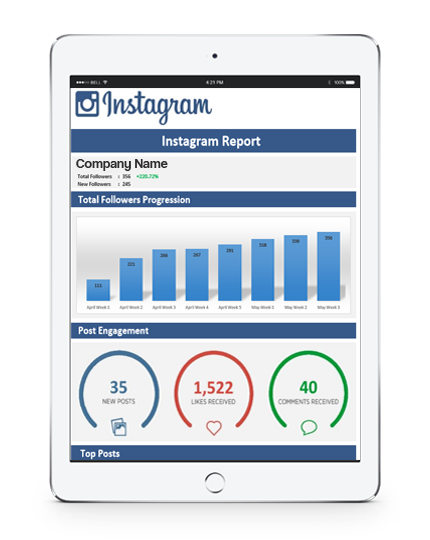 BELL 4:21 PM 100%
Instagram
Instagram Report
Company Name
Total Followers : 356 +220.72%
New Followers : 245
Total Followers Progression
111 221 266 267 291 318 339 356
April Week 1 April Week 2 April Week 3 April Week 4 April Week 5 May Week 1 May Week 2 May Week 3
Post Engagement
35 1,522 40
NEW POSTS LIKES RECEIVED COMMENTS RECEIVED
Top Posts